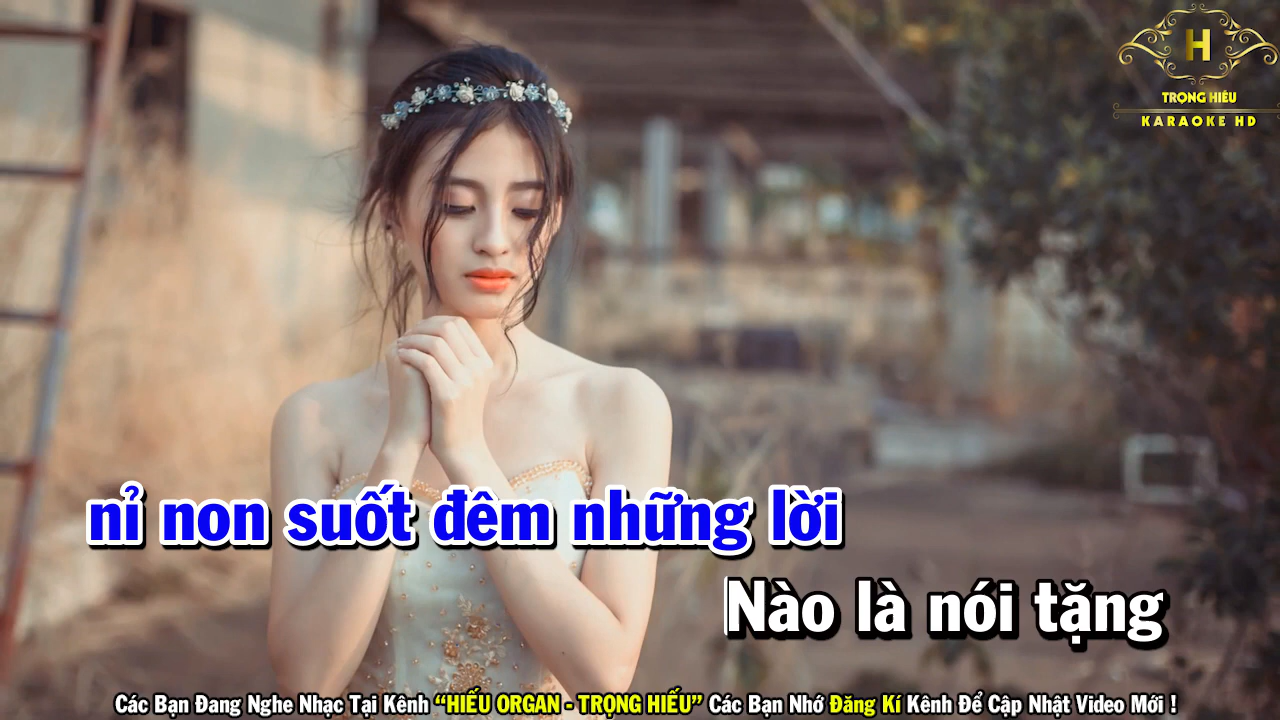 H
TRỌNG HIẾU
KARAOKE HD
nỉ non suốt đêm những lời
Nào là nói tặng
Các Bạn Đang Nghe Nhạc Tại Kênh “HIẾU ORGAN - TRỌNG HIẾU” Các Bạn Nhớ Đăng Kí Kênh Để Cập Nhật Video Mới !